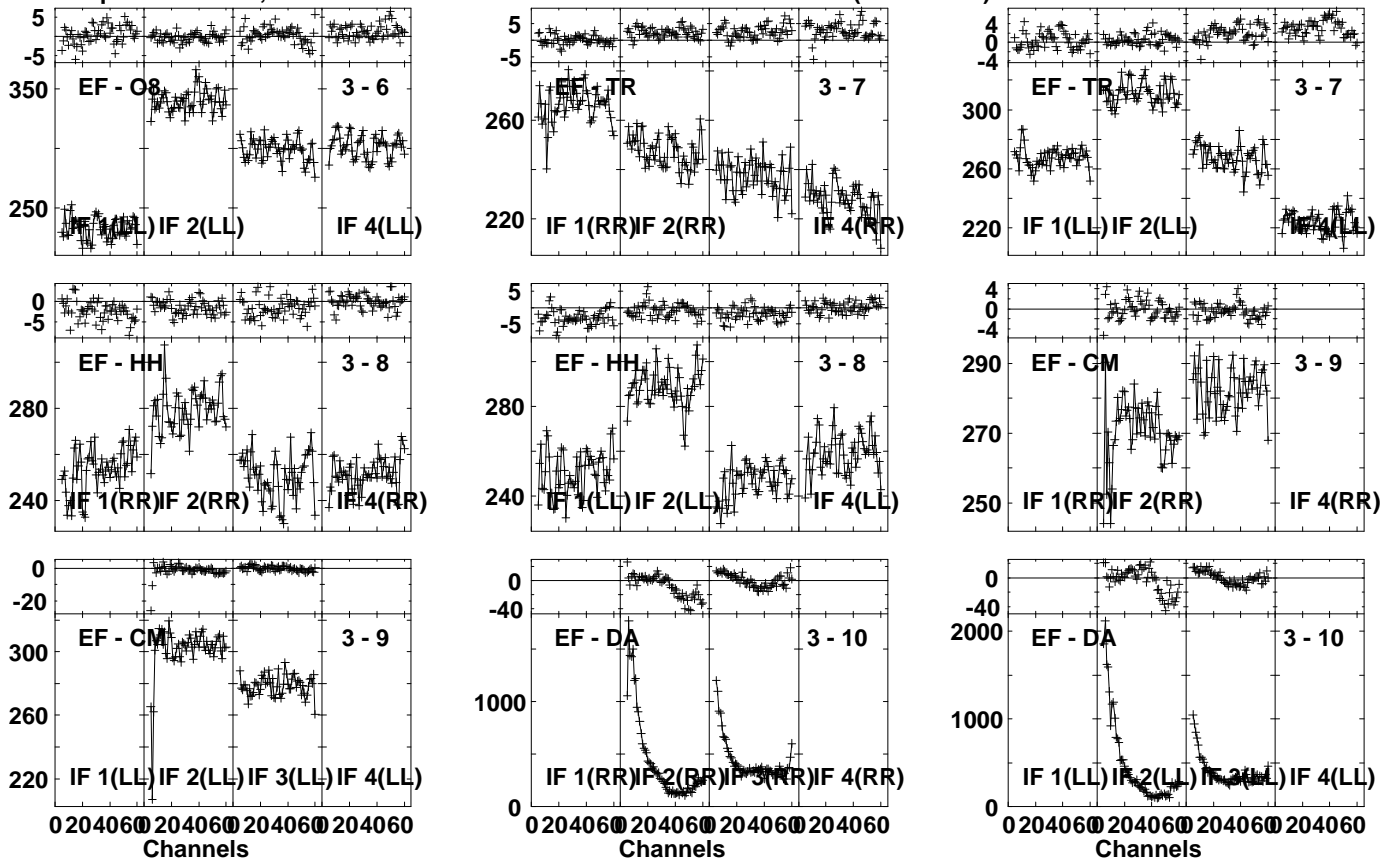 5
0
-5
350
250
EF - O8
3 - 6
IF 1(LL) IF 2(LL) IF 4(LL)
5
0
260
220
EF - TR
3 - 7
IF 1(RR) IF 2(RR) IF 4(RR)
4
2
0
-4
300
260
220
EF - TR
3 - 7
IF 1(LL) IF 2(LL) IF 4(LL)
0
-5
280
240
EF - HH
3 - 8
IF 1(RR) IF 2(RR) IF 4(RR)
5
0
-5
280
240
EF - HH
3 - 8
IF 1(LL) IF 2(LL) IF 4(LL)
4
0
-4
290
270
250
EF - CM
3 - 9
IF 1(RR) IF 2(RR) IF 4(RR)
0
-20
300
260
220
EF - CM
3 - 9
IF 1(LL) IF 2(LL) IF 3(LL) IF 4(LL)
0 204060 0 204060 0 204060 0 204060
Channels
0
-40
1000
0
EF - DA
3 - 10
IF 1(RR) IF 2(RR) IF 3(RR) IF 4(RR)
0 204060 0 204060 0 204060 0 204060
Channels
0
-40
2000
1000
0
EF - DA
3 - 10
IF 1(LL) IF 2(LL) IF 3(LL) IF 4(LL)
0 204060 0 204060 0 204060 0 204060
Channels